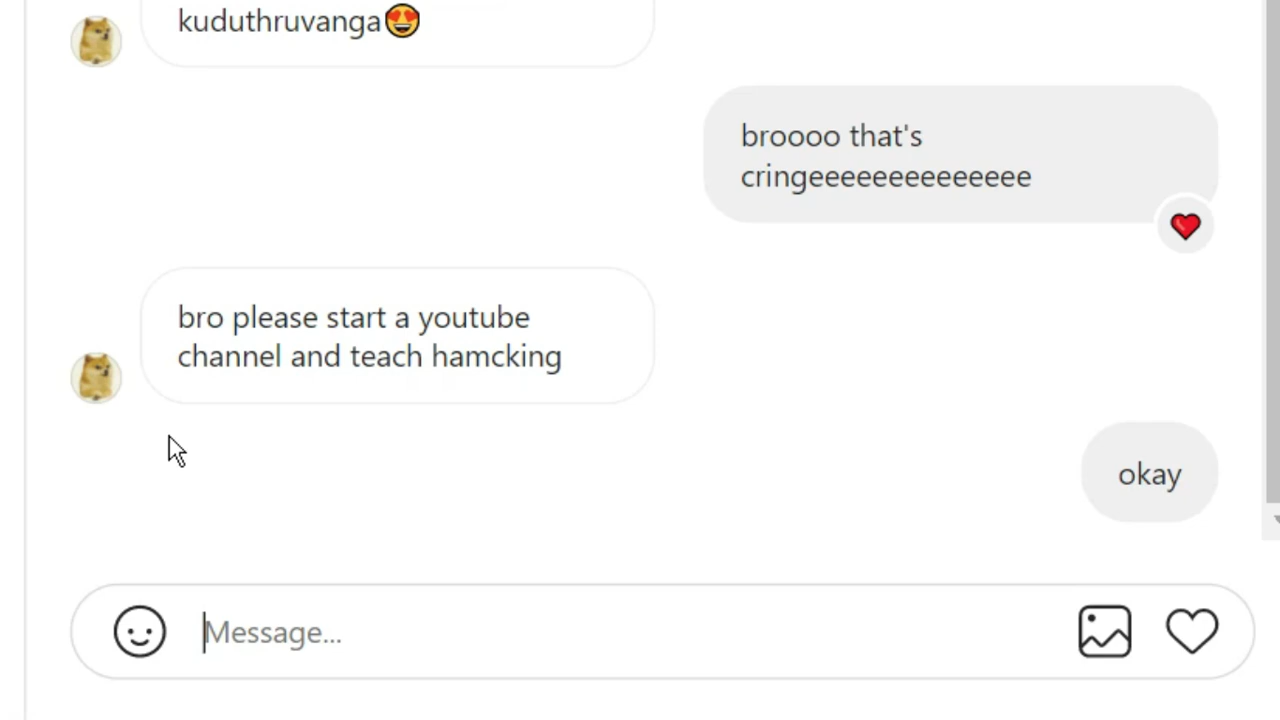 kuduthruvanga😍
broooo that's
cringeeeeeeeeeeeeee
bro please start a youtube
channel and teach hamcking
okay
Message...